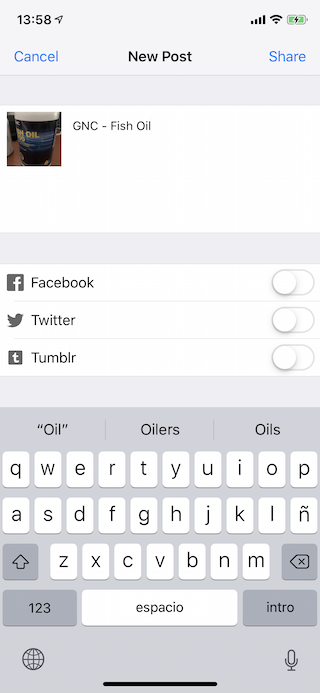 13:58
Cancel New Post Share
GNC - Fish Oil
OIL
Facebook
Twitter
Tumblr
“Oil” Oilers Oils
q w e r t y u i o p
a s d f g h j k l ñ
z x c v b n m
123 espacio intro